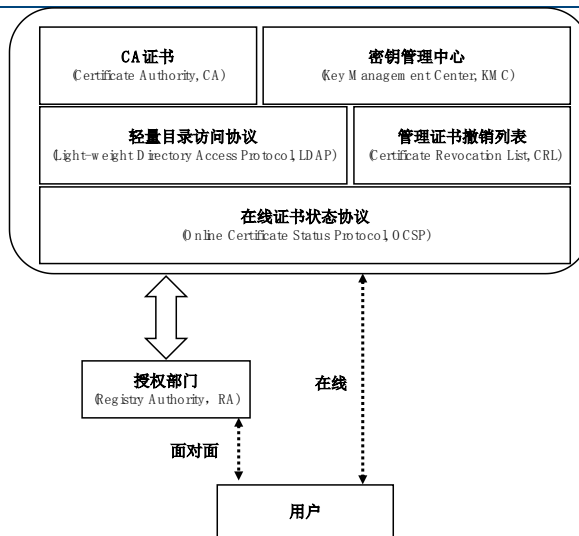 CA证书
(Certificate Authority, CA)
密钥管理中心
(Key Management Center, KMC)
轻量目录访问协议
(Light-weight Directory Access Protocol, LDAP)
管理证书撤销列表
(Certificate Revocation List, CRL)
在线证书状态协议
(Online Certificate Status Protocol, OCSP)
授权部门
(Registry Authority，RA)
在线
面对面
用户